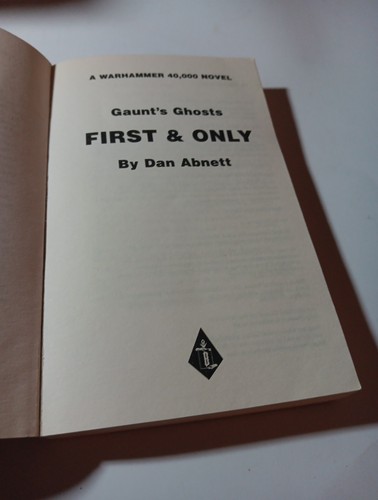 A WARHAMMER 40,000 NOVEL
Gaunt's Ghosts
FIRST & ONLY
By Dan Abnett